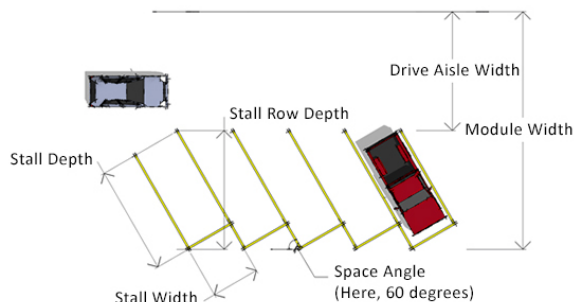 Drive Aisle Width
Stall Row Depth
Module Width
Stall Depth
Space Angle
(Here, 60 degrees)
Stall Width